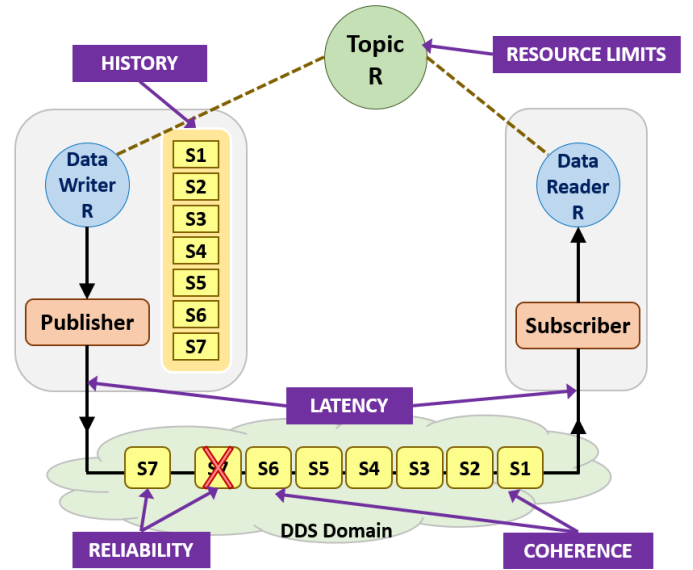 Topic
R
RESOURCE LIMITS
HISTORY
Data
Writer
R
S1
S2
S3
S4
S5
S6
S7
Publisher
Data
Reader
R
Subscriber
LATENCY
S7
S7
S6
S5
S4
S3
S2
S1
DDS Domain
RELIABILITY
COHERENCE